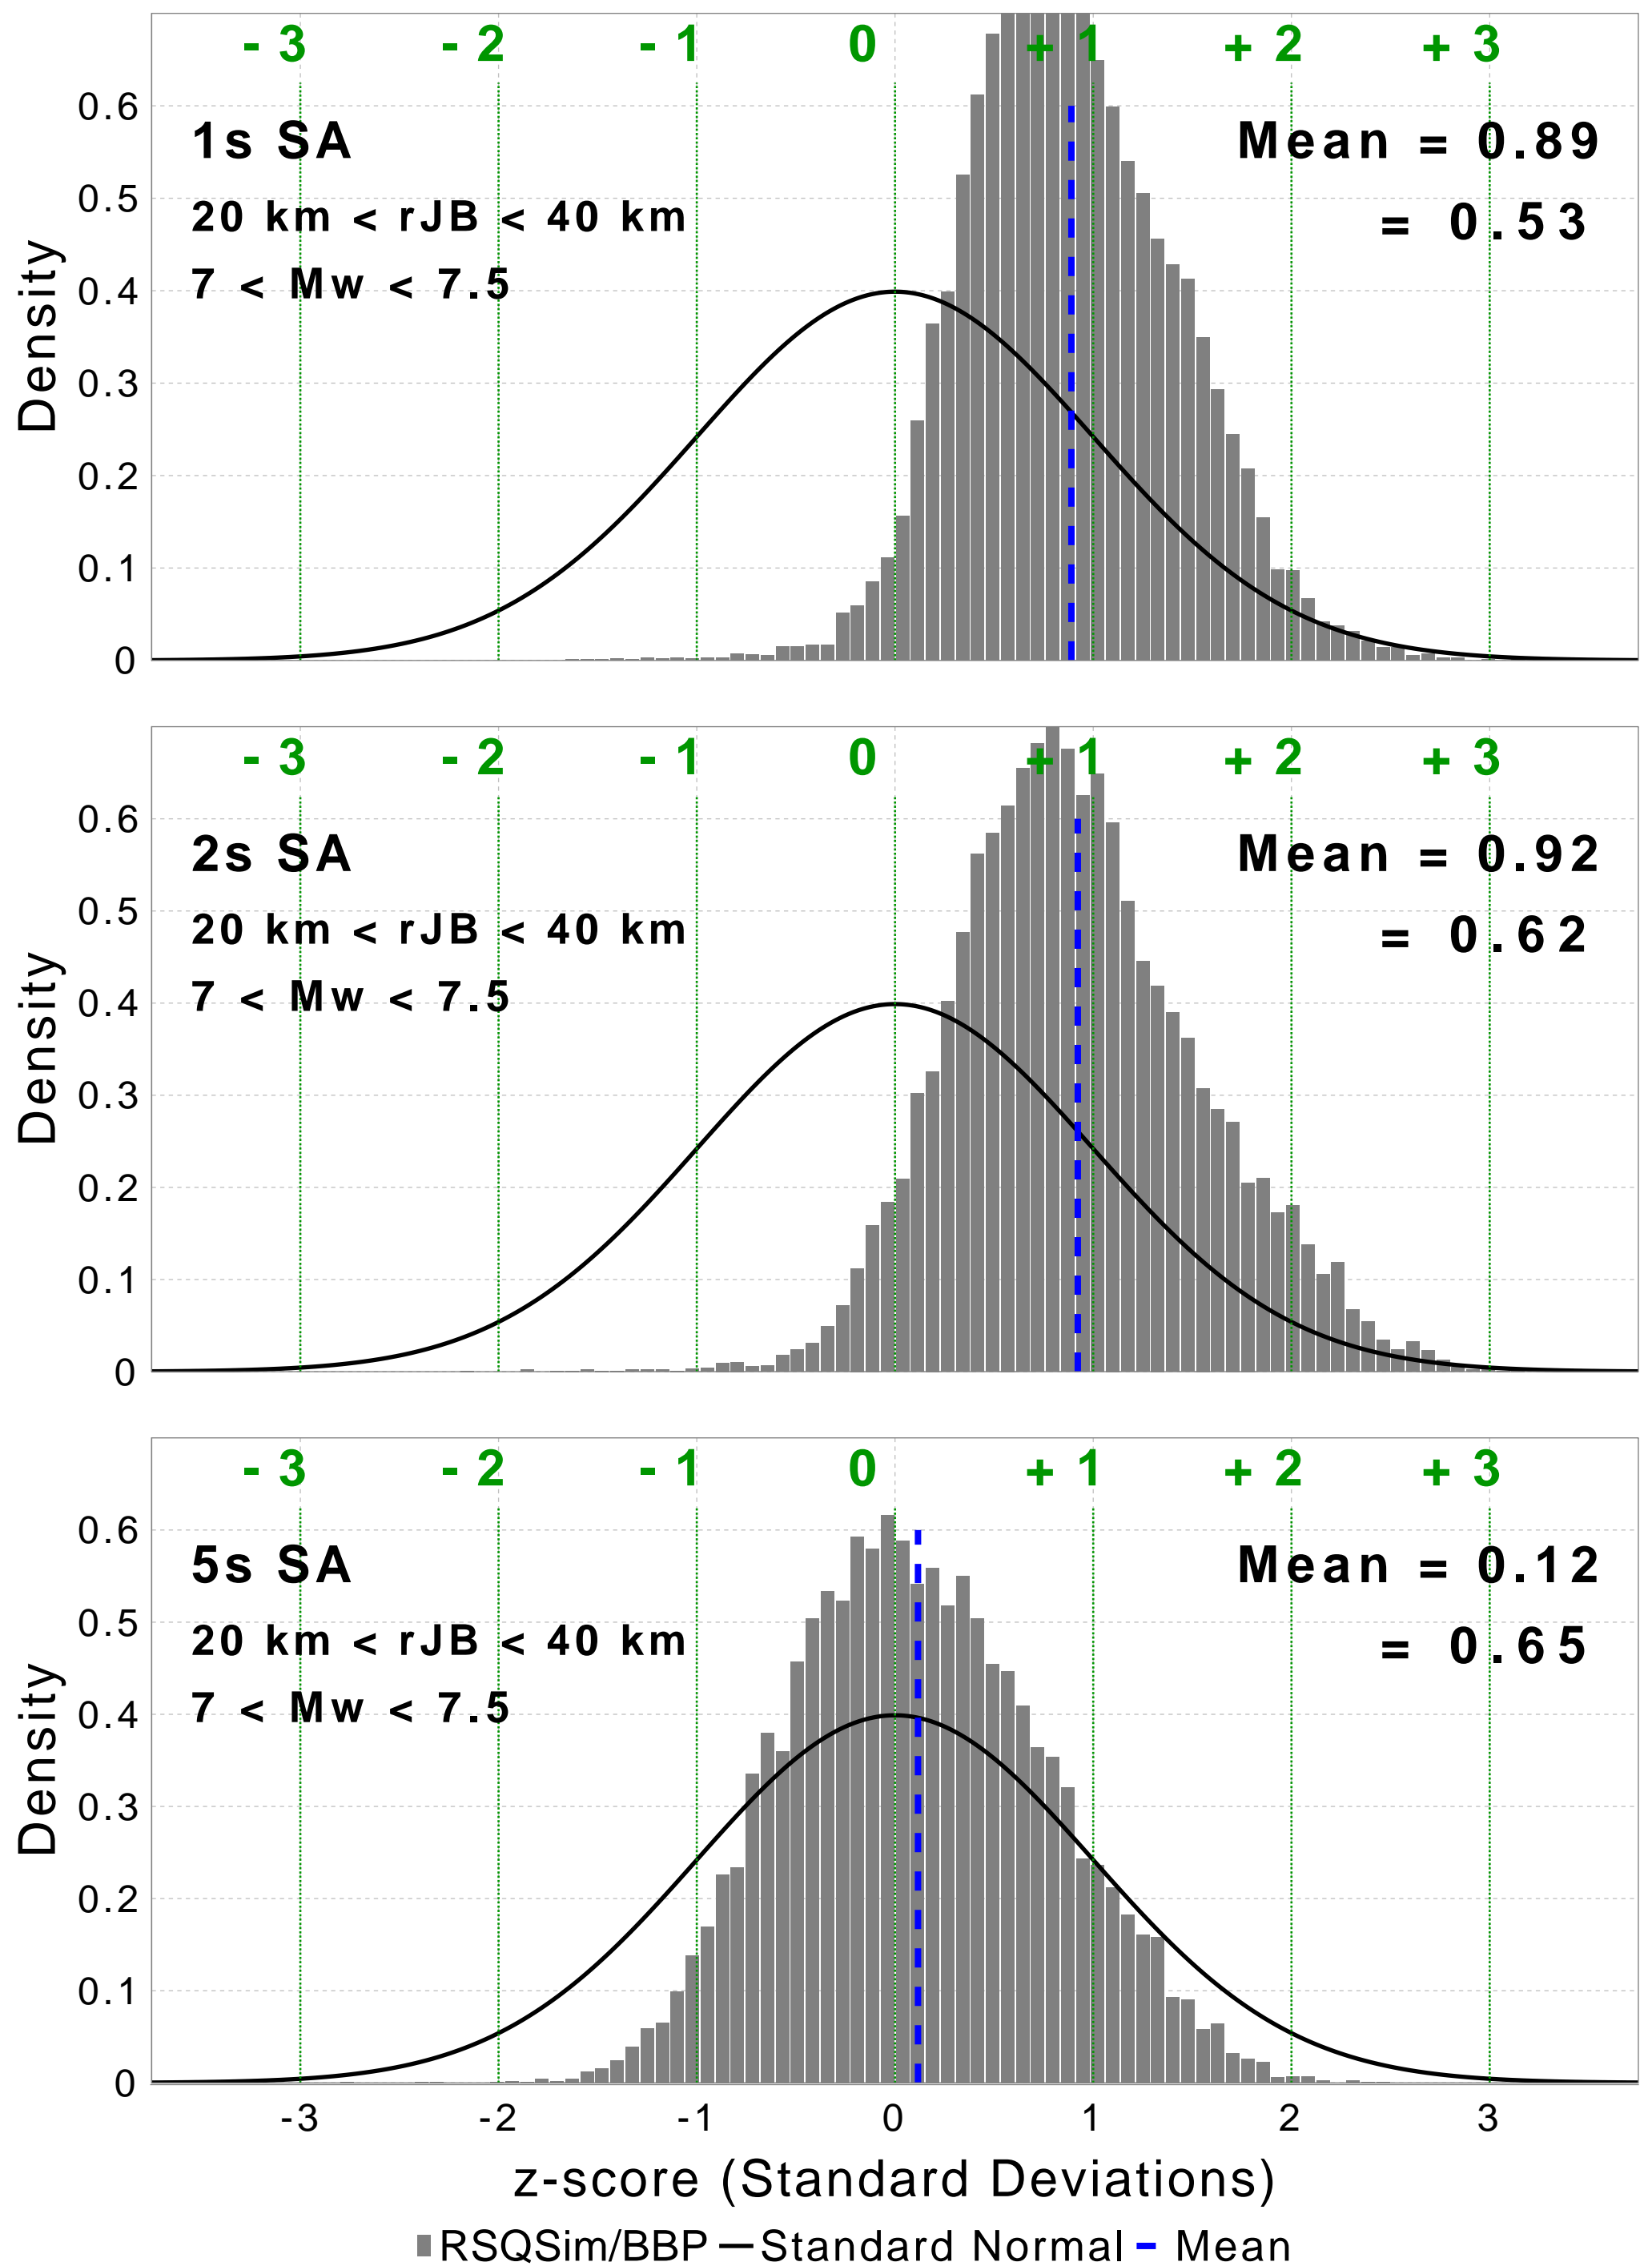 - 3 - 2 - 1 0 + 1 + 2 + 3
0.6
1s SA Mean = 0.89
0.5
20 km < rJB < 40 km = 0.53
7 < Mw < 7.5
0.4
Density
0.3
0.2
0.1
0
- 3 - 2 - 1 0 + 1 + 2 + 3
0.6
2s SA Mean = 0.92
0.5
20 km < rJB < 40 km = 0.62
7 < Mw < 7.5
0.4
Density
0.3
0.2
0.1
0
- 3 - 2 - 1 0 + 1 + 2 + 3
0.6
5s SA Mean = 0.12
0.5
20 km < rJB < 40 km = 0.65
7 < Mw < 7.5
0.4
Density
0.3
0.2
0.1
0
-3 -2 -1 0 1 2 3
z-score (Standard Deviations)
RSQSim/BBP Standard Normal Mean